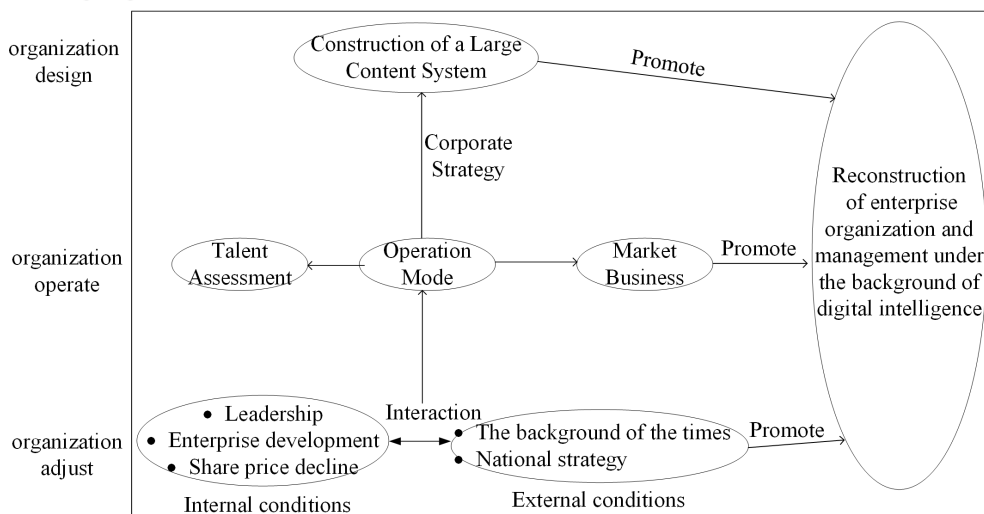 organization
design
Construction of a Large
Content System
Promote
Corporate
Strategy
Reconstruction
of enterprise
organization and
management under
the background of
digital intelligence
organization
operate
Talent
Assessment
Operation
Mode
Market
Business
Promote
organization
adjust
• Leadership
• Enterprise development
• Share price decline
Internal conditions
Interaction
• The background of the times
• National strategy
External conditions
Promote